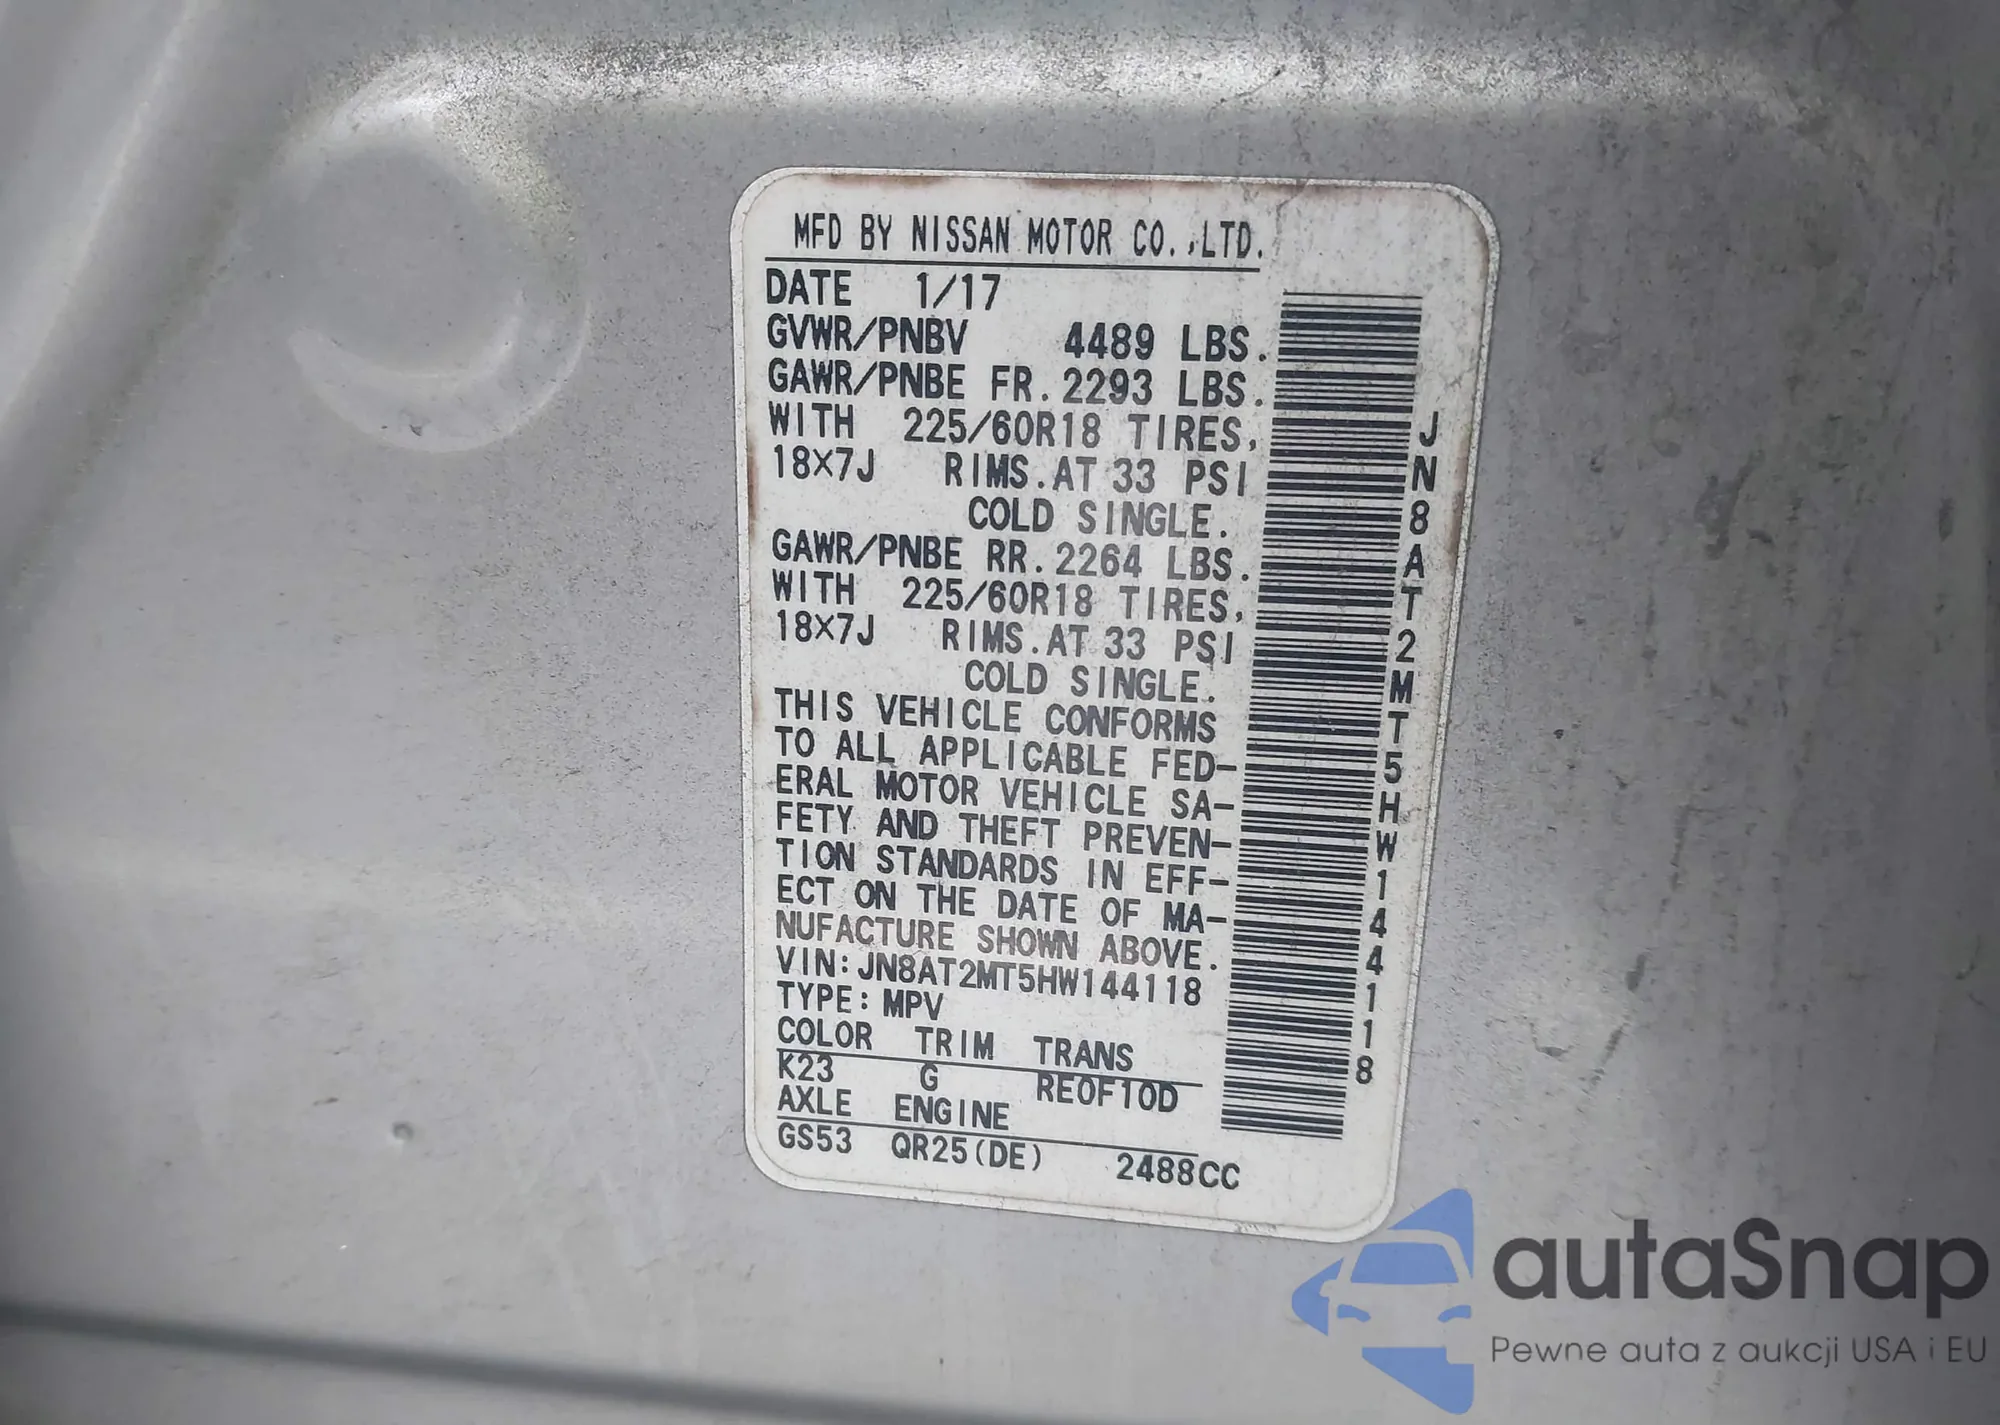 MFD BY NISSAN MOTOR CO.,LTD.
DATE 1/17
GVWR/PNBV 4489 LBS.
GAWR/PNBE FR. 2293 LBS.
WITH 225/60R18 TIRES,
18X7J RIMS.AT 33 PSI
COLD SINGLE.
GAWR/PNBE RR. 2264 LBS.
WITH 225/60R18 TIRES,
18X7J RIMS.AT 33 PSI
COLD SINGLE.
THIS VEHICLE CONFORMS
TO ALL APPLICABLE FED-
ERAL MOTOR VEHICLE SA-
FETY AND THEFT PREVEN-
TION STANDARDS IN EFF-
ECT ON THE DATE OF MA-
NUFACTURE SHOWN ABOVE.
VIN:JN8AT2MT5HW144118
TYPE:MPV
COLOR TRIM TRANS
K23 G RE0F10D
AXLE ENGINE
GS53 QR25(DE) 2488CC
JN8AT2MT5HW144118
autaSnap
Pewne auta z aukcji USA i EU